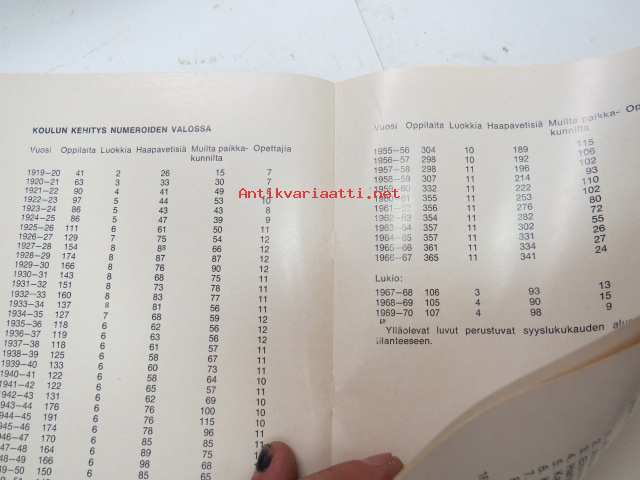 KOULUN KEHITYS NUMEROIDEN VALOSSA
Vuosi Oppilaita Luokkia Haapavetisiä Muilta paikka- Opettajia
kunnilta
1919—20 41 2 26 15 7
1920—21 63 3 33 30 7
1921—22 90 4 41 49
1922—23 97 5 44 53 10
1923—24 86 5 43 43 8
1924—25 86 5 47 39 9
1925—26 111 6 61 50 11
1926—27 129 7 75 54 12
1927—28 154 8 66 12
1928—29 174 8 87 87 12
1929—30 166 8 76 90 12
1930—31 143 8 68 75 11
1931—32 151 8 73 78 11
1932—33 160 8 83 77 11
1933—34 137 8 81 56 11
1934—35 127 7 68 59 12
1935—36 118 6 62 56 12
1936—37 119 6 63 56 12
1937—38 118 6 61 57 11
1938—39 125 6 58 67 11
1939—40 133 6 60 73 11
1940—41 122 6 58 64 10
1941—42 122 6 65 57 11
1942—43 131 6 66 65 11
1943—44 176 6 76 100 10
1944—45 191 6 76 115 10
1945—46 174 6 78 96 11
1946—47 170 6 85 85 11
47—48 164 6 85
48—49 166 6 98 68
49—50 150 6 85 65
Antikvariaatti.net
Vuosi Oppilaita Luokkia Haapavetisiä Muilta paikka- Op
kunnilta
1955—56 304 10 189 115
1956—57 298 10 192 106
1957—58 298 11 196 102
1958—59 307 11 214 93
1959—60 332 11 222 110
1960—61 355 11 253 102
1961—62 356 11 276 80
1962—63 354 11 282 72
1963—64 357 11 302 55
1964—65 357 11 331 26
1965—66 361 11 334 27
1966—67 365 11 341 24
Lukio:
1967—68 106 3 93 13
1968—69 105 4 90 15
1969—70 107 4 98 9
Ylläolevat luvut perustuvat syyslukukauden
tilanteeseen.